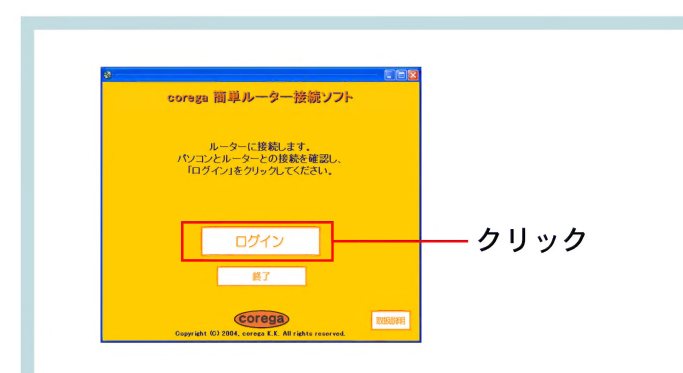 corega 簡単ルーター接続ソフト
ルーターに接続します。
パソコンとルーターとの接続を確認し、
「ログイン」をクリックしてください。
ログイン
クリック
終了
corega
Copyright (C) 2004, corega K.K. All rights reserved.